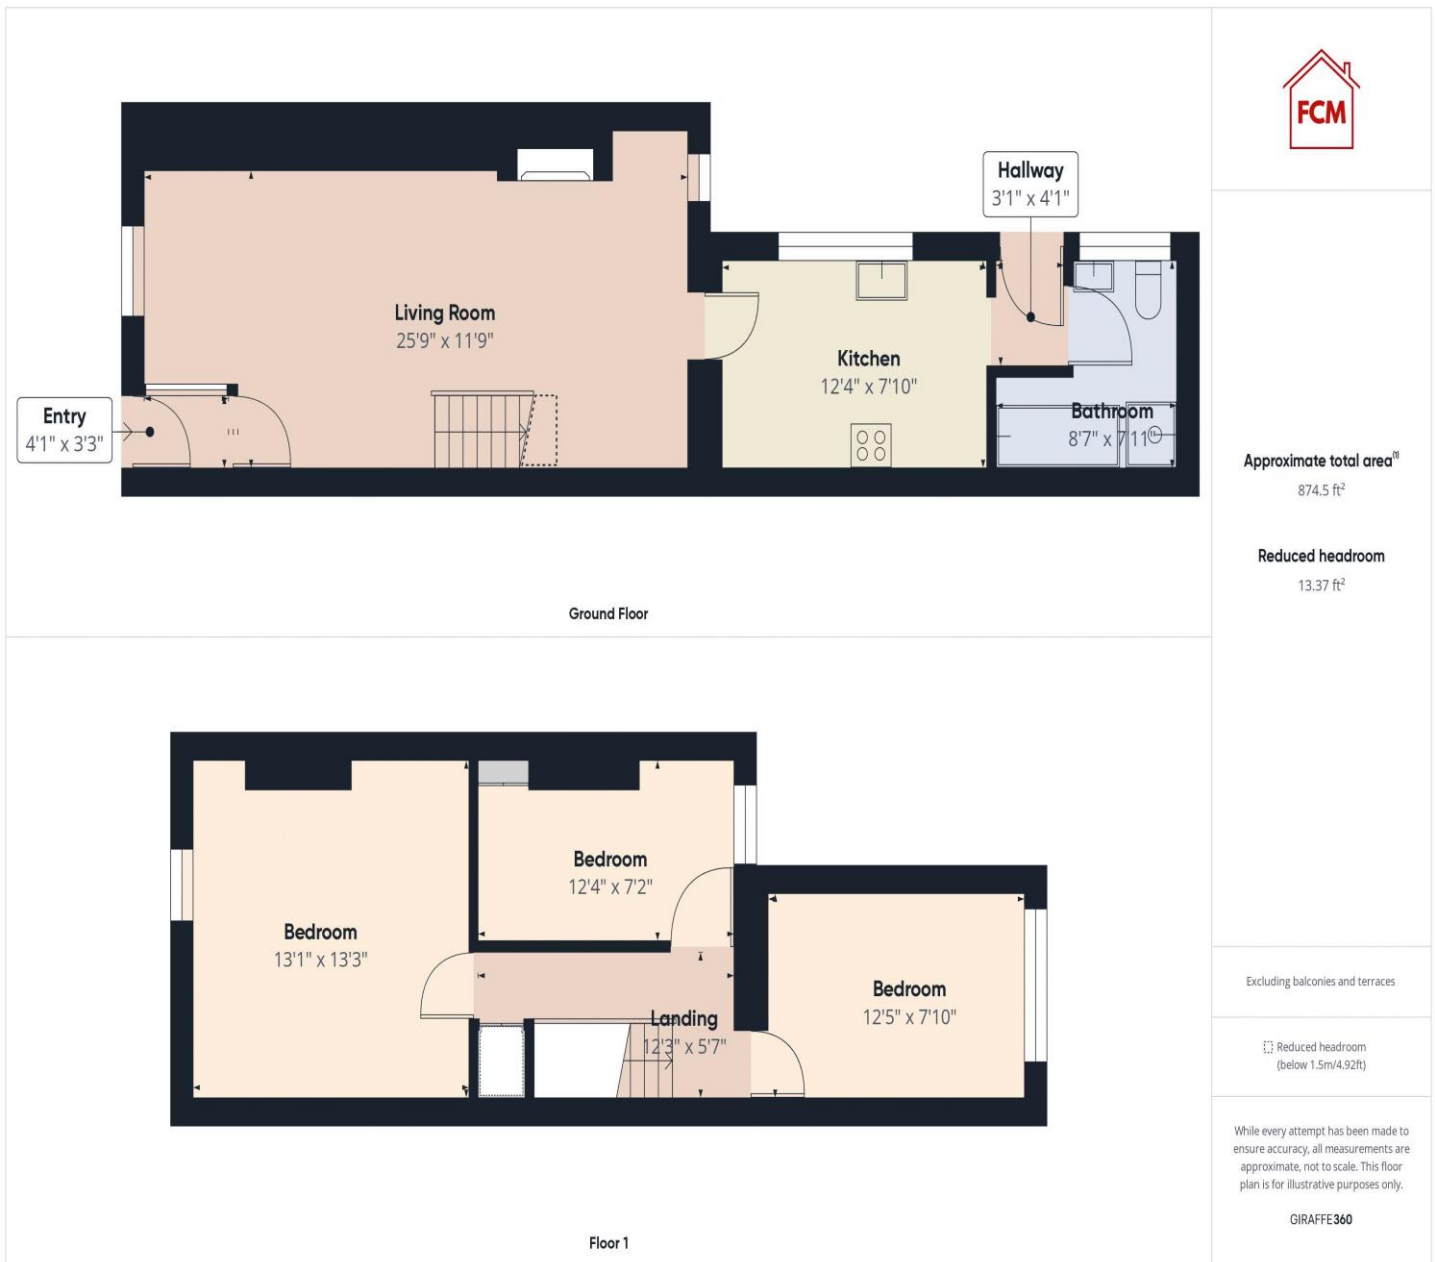 FCM
Hallway
3'1" x 4'1"
Living Room
25'9" x 11'9"
Kitchen
12'4" x 7'10"
Entry
4'1" x 3'3"
Bathroom
8'7" x 7'11"
Ground Floor
Approximate total area(1)
874.5 ft²
Reduced headroom
13.37 ft²
Bedroom
12'4" x 7'2"
Bedroom
13'1" x 13'3"
Bedroom
12'5" x 7'10"
Landing
12'3" x 5'7"
Floor 1
Excluding balconies and terraces
Reduced headroom
(below 1.5m/4.92ft)
While every attempt has been made to
ensure accuracy, all measurements are
approximate, not to scale. This floor
plan is for illustrative purposes only.
GIRAFFE360